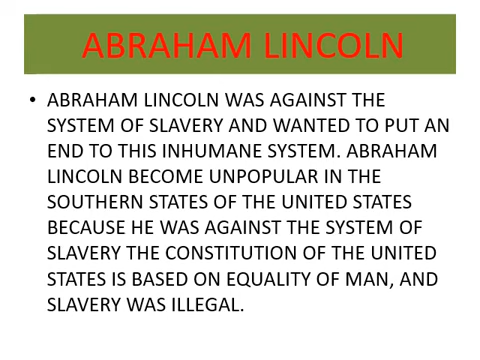 ABRAHAM LINCOLN
• ABRAHAM LINCOLN WAS AGAINST THE
SYSTEM OF SLAVERY AND WANTED TO PUT AN
END TO THIS INHUMANE SYSTEM. ABRAHAM
LINCOLN BECOME UNPOPULAR IN THE
SOUTHERN STATES OF THE UNITED STATES
BECAUSE HE WAS AGAINST THE SYSTEM OF
SLAVERY THE CONSTITUTION OF THE UNITED
STATES IS BASED ON EQUALITY OF MAN, AND
SLAVERY WAS ILLEGAL.